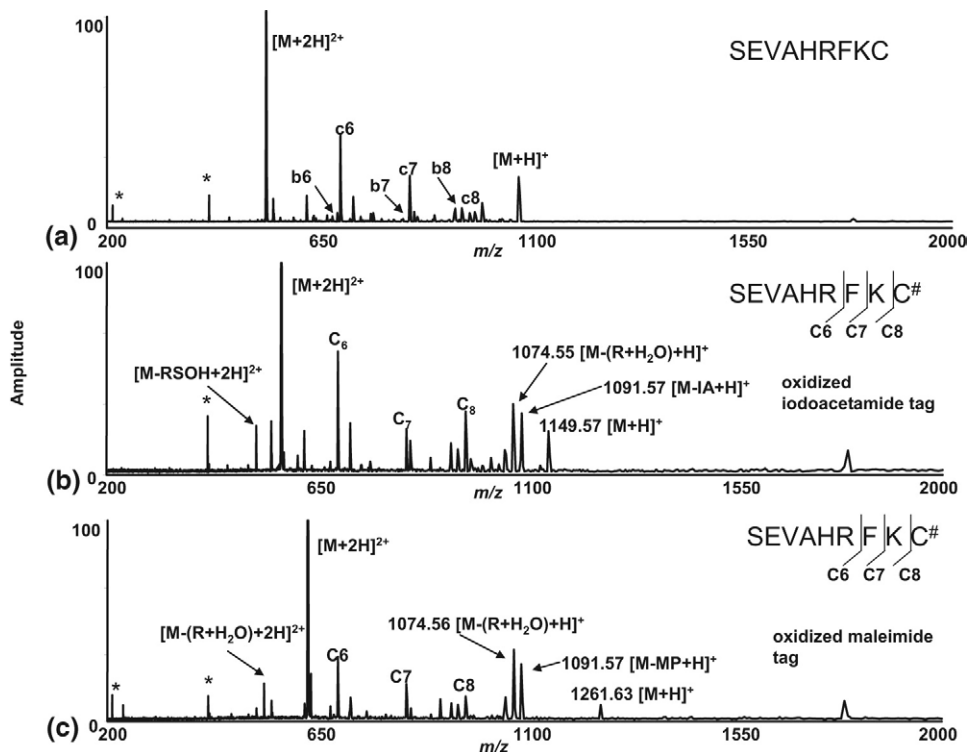 100
[M+2H]2+
SEVAHRFKC
c6
[M+H]+
c7
b8
b6
b7
c8
*
*
0
(a)
200
650
1100
1550
2000
m/z
Amplitude
100
[M+2H]2+
SEVAHRFKC#
C6 C7 C8
C6
1074.55 [M-(R+H2O)+H]+
[M-RSOH+2H]2+
oxidized
iodoacetamide tag
1091.57 [M-IA+H]+
C8
*
C7
1149.57 [M+H]+
0
(b)
200
650
1100
1550
2000
m/z
100
[M+2H]2+
SEVAHRFKC#
C6 C7 C8
[M-(R+H2O)+2H]2+
1074.56 [M-(R+H2O)+H]+
oxidized maleimide
tag
C6
1091.57 [M-MP+H]+
C7
C8
1261.63 [M+H]+
*
*
0
(c)
200
650
1100
1550
2000
m/z